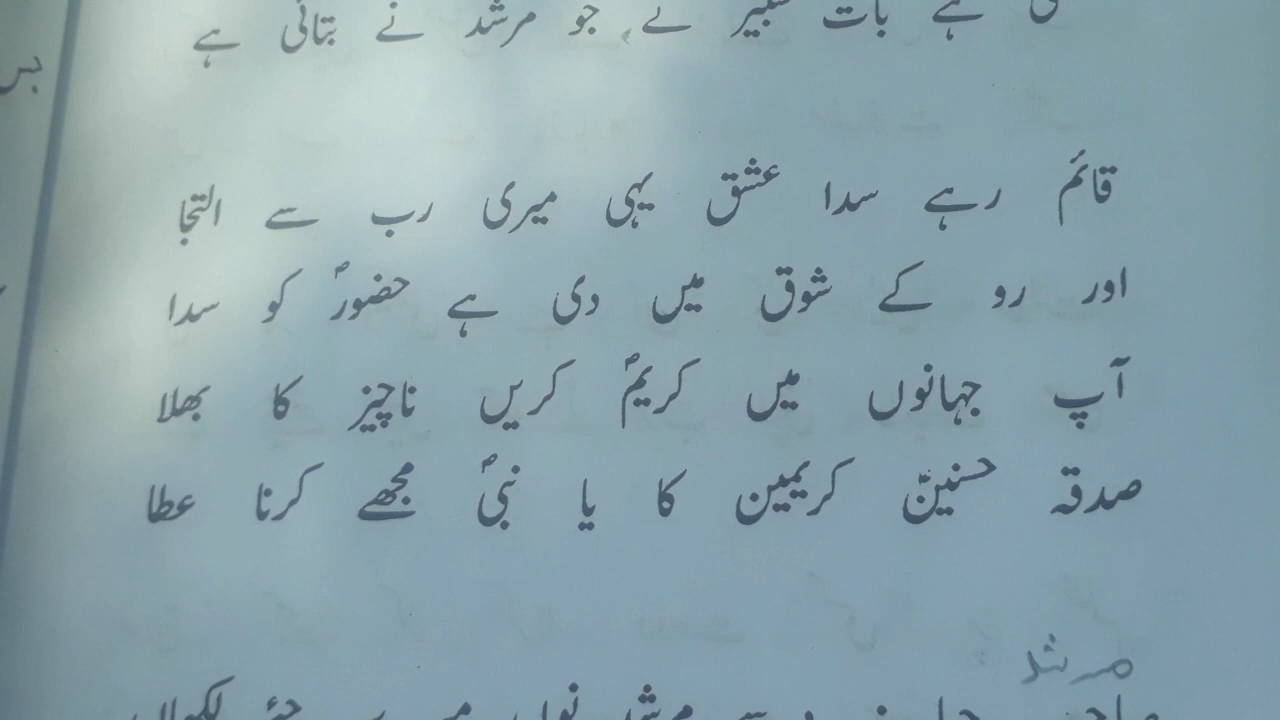 ہے بات شبیر نے جو مرشد نے بتائی ہے
قائم رہے سدا عشق یہی میری رب سے التجا
اور رو کے شوق میں دی ہے حضورؐ کو سدا
آپ جہانوں میں کریمؐ کریں ناچیز کا بھلا
صدقہ حسنینؓ کریمین کا یا نبیؐ مجھے کرنا عطا
مرشد